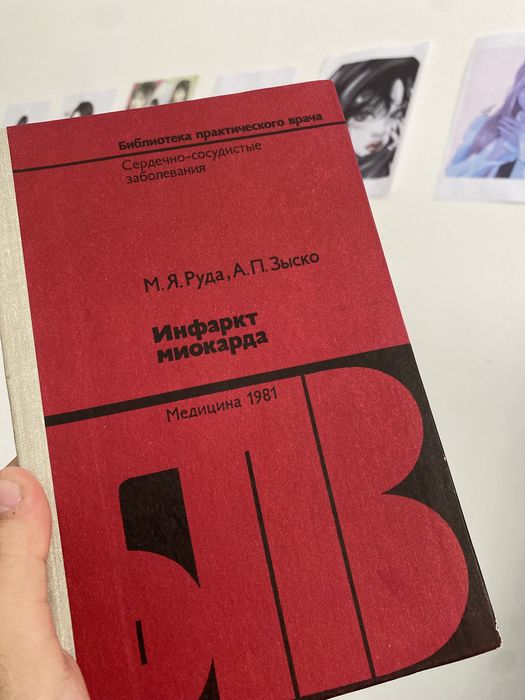 Библиотека практического врача
Сердечно-сосудистые
заболевания
М.Я.Руда, А.П.Зыско
Инфаркт
миокарда
Медицина 1981
БПВ